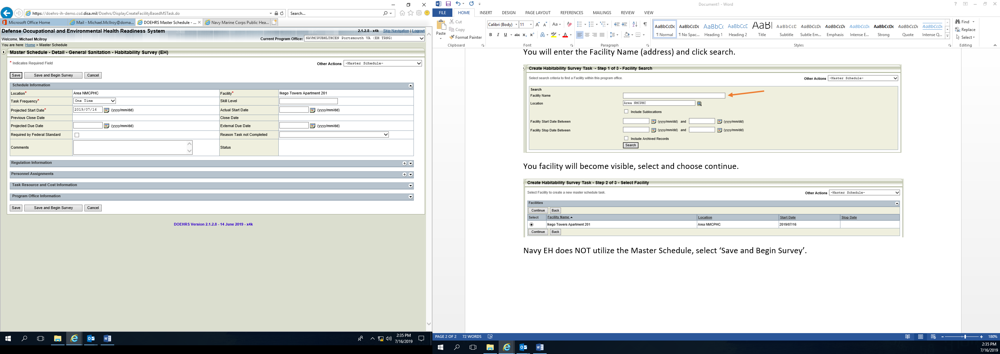 https://doehrs-ih-demo.csd.disa.mil/Doehrs/DisplayCreateFacilityBasedMSTask.do
Search...
Microsoft Office Home
Mail - Michael.McIlroy@doma...
DOEHRS Master Schedule - ...
Navy Marine Corps Public Hea...
Defense Occupational and Environmental Health Readiness System
2.1.2.8 - x4k Skip Navigation | Logout
Welcome, Michael Mcilroy
Current Program Office: NAVMCPUBHLTHCEN Portsmouth VA (EH TRNG)
You are here: Home > Master Schedule
Master Schedule - Detail - General Sanitation - Habitability Survey (EH)
* Indicates Required Field
Other Actions -Master Schedule-
Save Save and Begin Survey Cancel
Schedule Information
Location* Area NMCPHC Facility* Ikego Towers Apartment 201
Task Frequency* One Time Skill Level
Projected Start Date* 2019/07/16 (yyyy/mm/dd) Actual Start Date (yyyy/mm/dd)
Previous Close Date Close Date
Projected Due Date (yyyy/mm/dd) External Due Date (yyyy/mm/dd)
Required by Federal Standard Reason Task not Completed
Comments Status
Regulation Information
Personnel Assignments
Task Resource and Cost Information
Program Office Information
Save Save and Begin Survey Cancel
DOEHRS Version 2.1.2.8 - 14 June 2019 - x4k
2:35 PM
7/16/2019
Document1 - Word
FILE HOME INSERT DESIGN PAGE LAYOUT REFERENCES MAILINGS REVIEW VIEW
Paste
Cut
Copy
Format Painter
Clipboard
Calibri (Body) 11
B I U abc x₂ x²
Font
Paragraph
AaBbCcDc AaBbCcDc AaBbCc AaBbCcC AaBb AaBbCcD AaBbCcDc AaBbCcDc AaBbCcDc AaBbCcDc AaBbCcDc AaBbCcDc
¶ Normal ¶ No Spac... Heading 1 Heading 2 Title Subtitle Subtle Em... Emphasis Intense E... Strong Quote Intense Q...
Styles
Find
Replace
Select
Editing
You will enter the Facility Name (address) and click search.
Create Habitability Survey Task - Step 1 of 3 - Facility Search
Select search criteria to find a Facility within this program office.
Other Actions -Master Schedule-
Search
Facility Name
Location Area NMCPHC
Include Sublocations
Facility Start Date Between (yyyy/mm/dd) and (yyyy/mm/dd)
Facility Stop Date Between (yyyy/mm/dd) and (yyyy/mm/dd)
Include Archived Records
Search
You facility will become visible, select and choose continue.
Create Habitability Survey Task - Step 2 of 3 - Select Facility
Select Facility to create a new master schedule task.
Other Actions -Master Schedule-
Facilities
Continue Back
Select Facility Name Location Start Date Stop Date
Ikego Towers Apartment 201 Area NMCPHC 2019/07/16
Continue Back
Navy EH does NOT utilize the Master Schedule, select ‘Save and Begin Survey’.
PAGE 2 OF 2 72 WORDS
180%
2:35 PM
7/16/2019